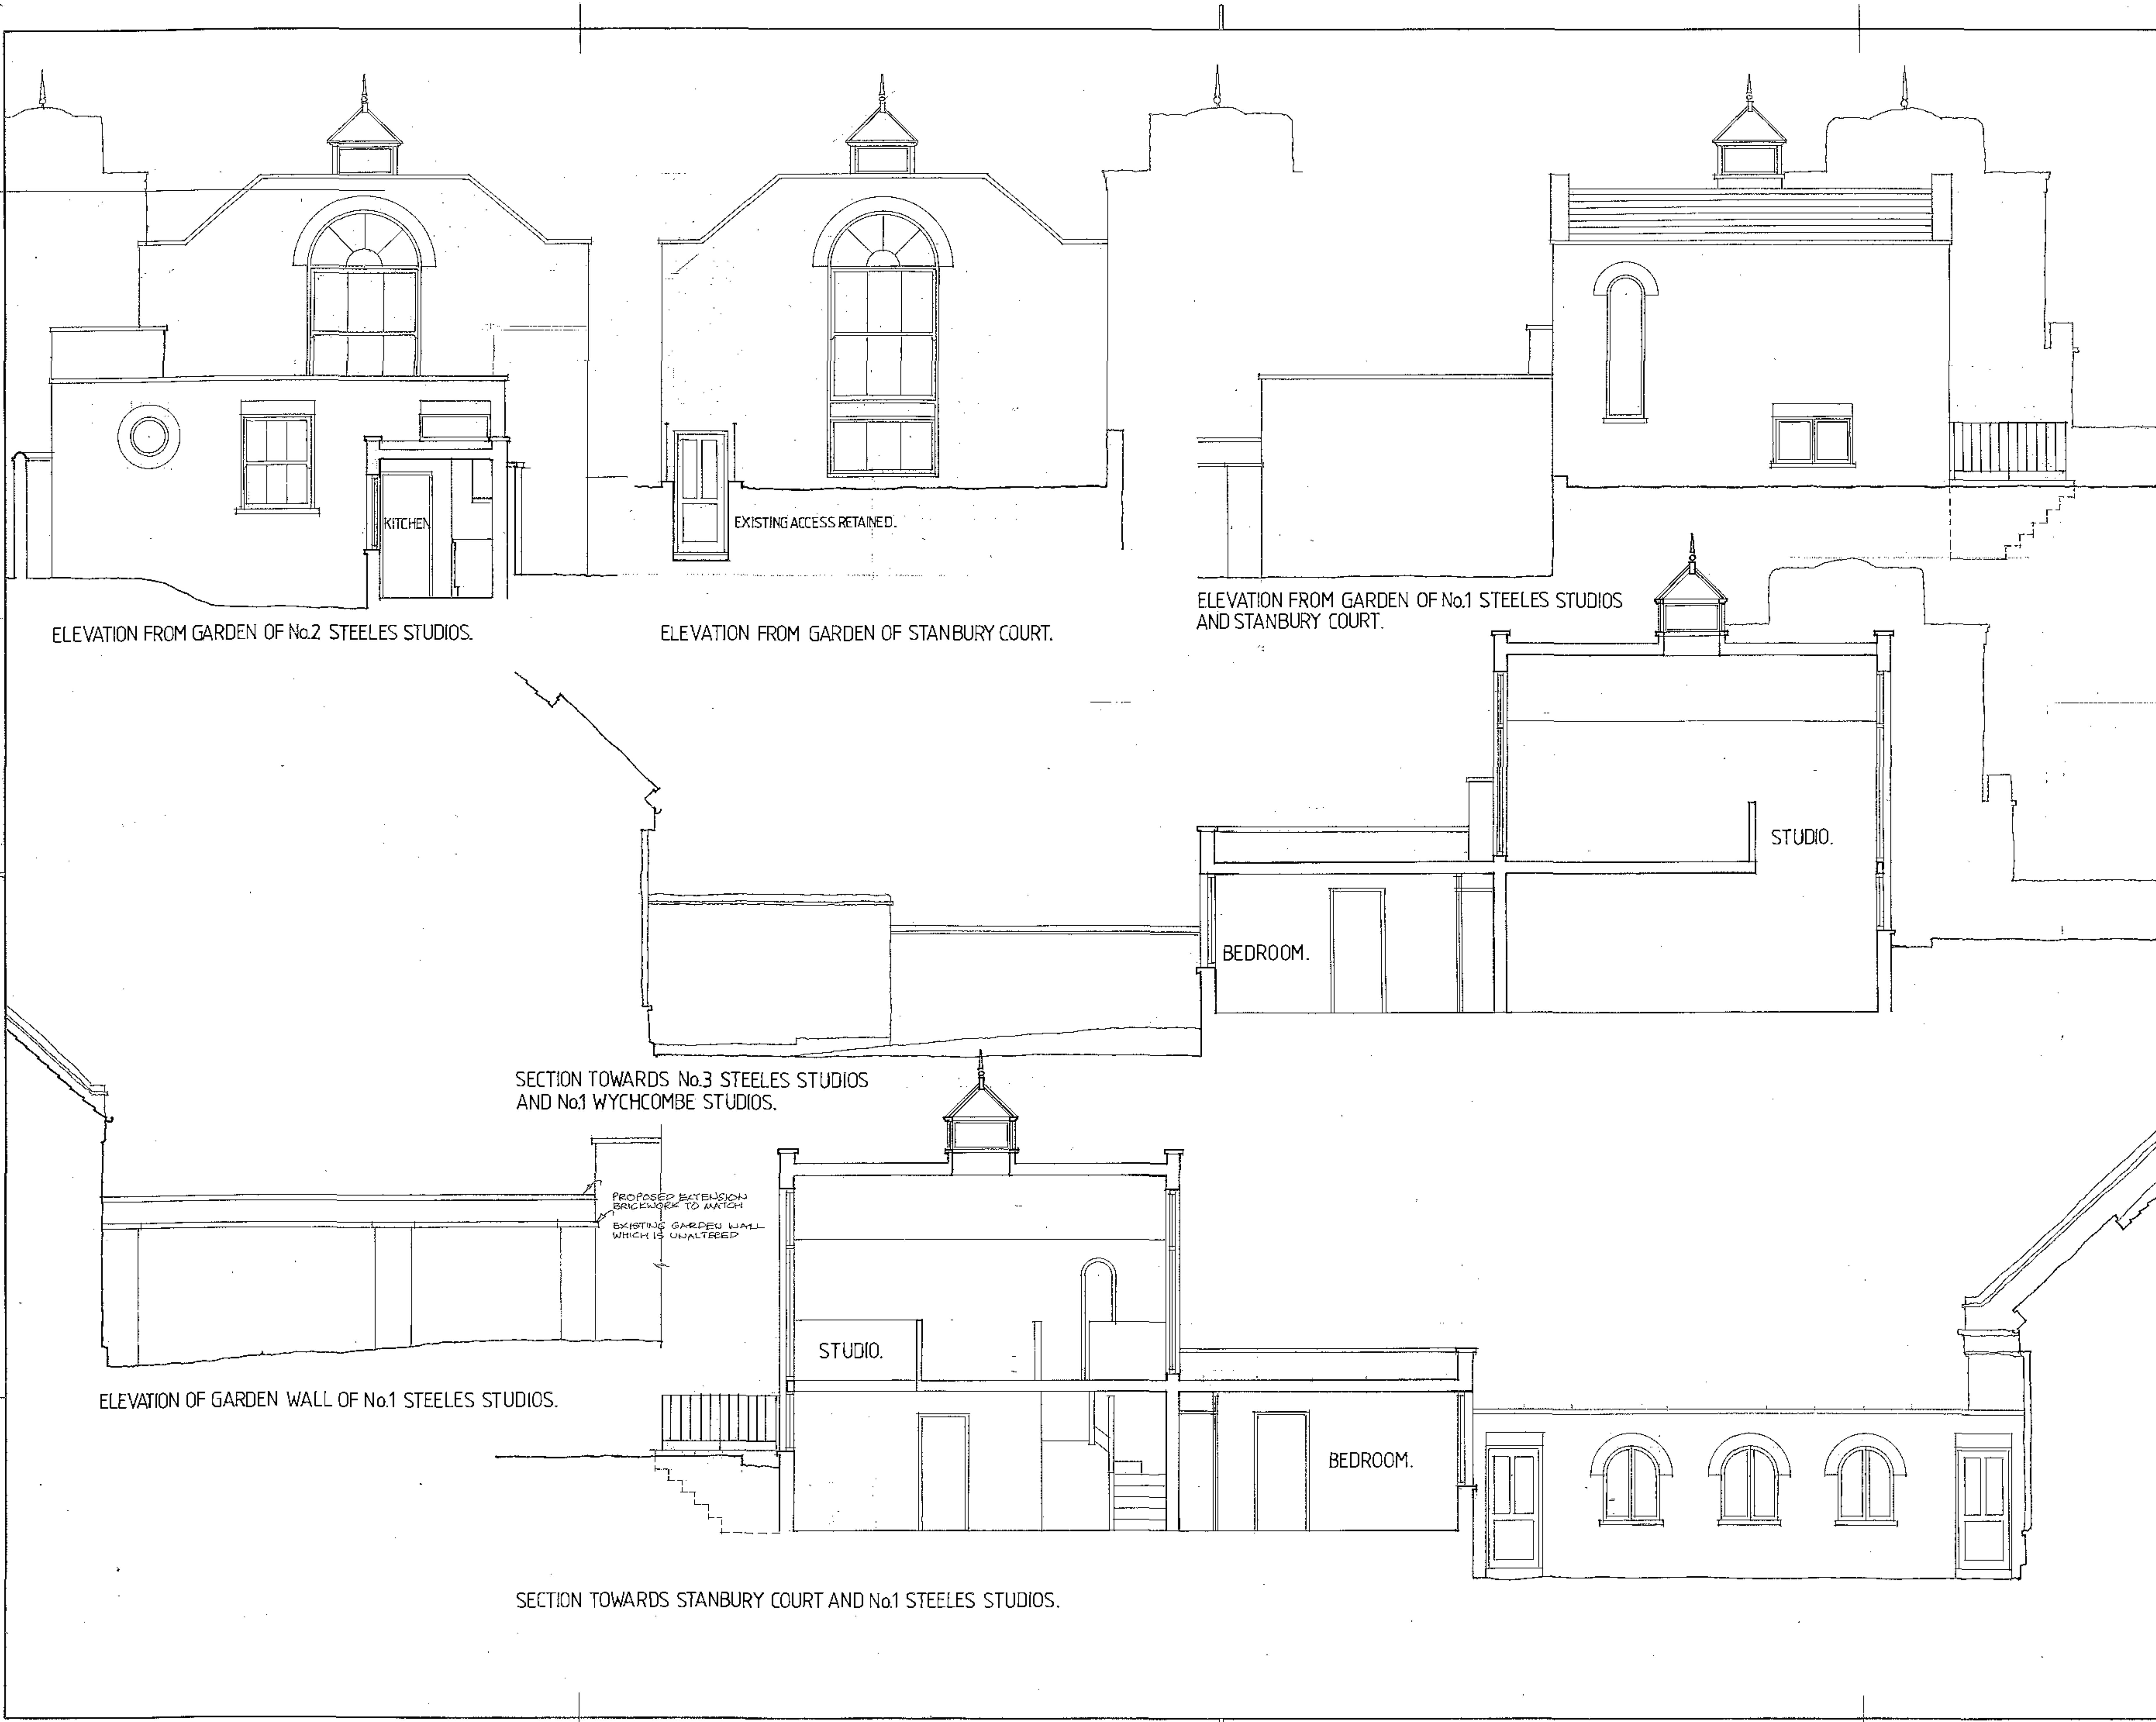 KITCHEN
EXISTING ACCESS RETAINED.
ELEVATION FROM GARDEN OF No.2 STEELES STUDIOS.
ELEVATION FROM GARDEN OF STANBURY COURT.
ELEVATION FROM GARDEN OF No.1 STEELES STUDIOS
AND STANBURY COURT.
STUDIO.
BEDROOM.
SECTION TOWARDS No.3 STEELES STUDIOS
AND No.1 WYCHCOMBE STUDIOS.
PROPOSED EXTENSION
BRICKWORK TO MATCH
EXISTING GARDEN WALL
WHICH IS UNALTERED
ELEVATION OF GARDEN WALL OF No.1 STEELES STUDIOS.
STUDIO.
BEDROOM.
SECTION TOWARDS STANBURY COURT AND No.1 STEELES STUDIOS.